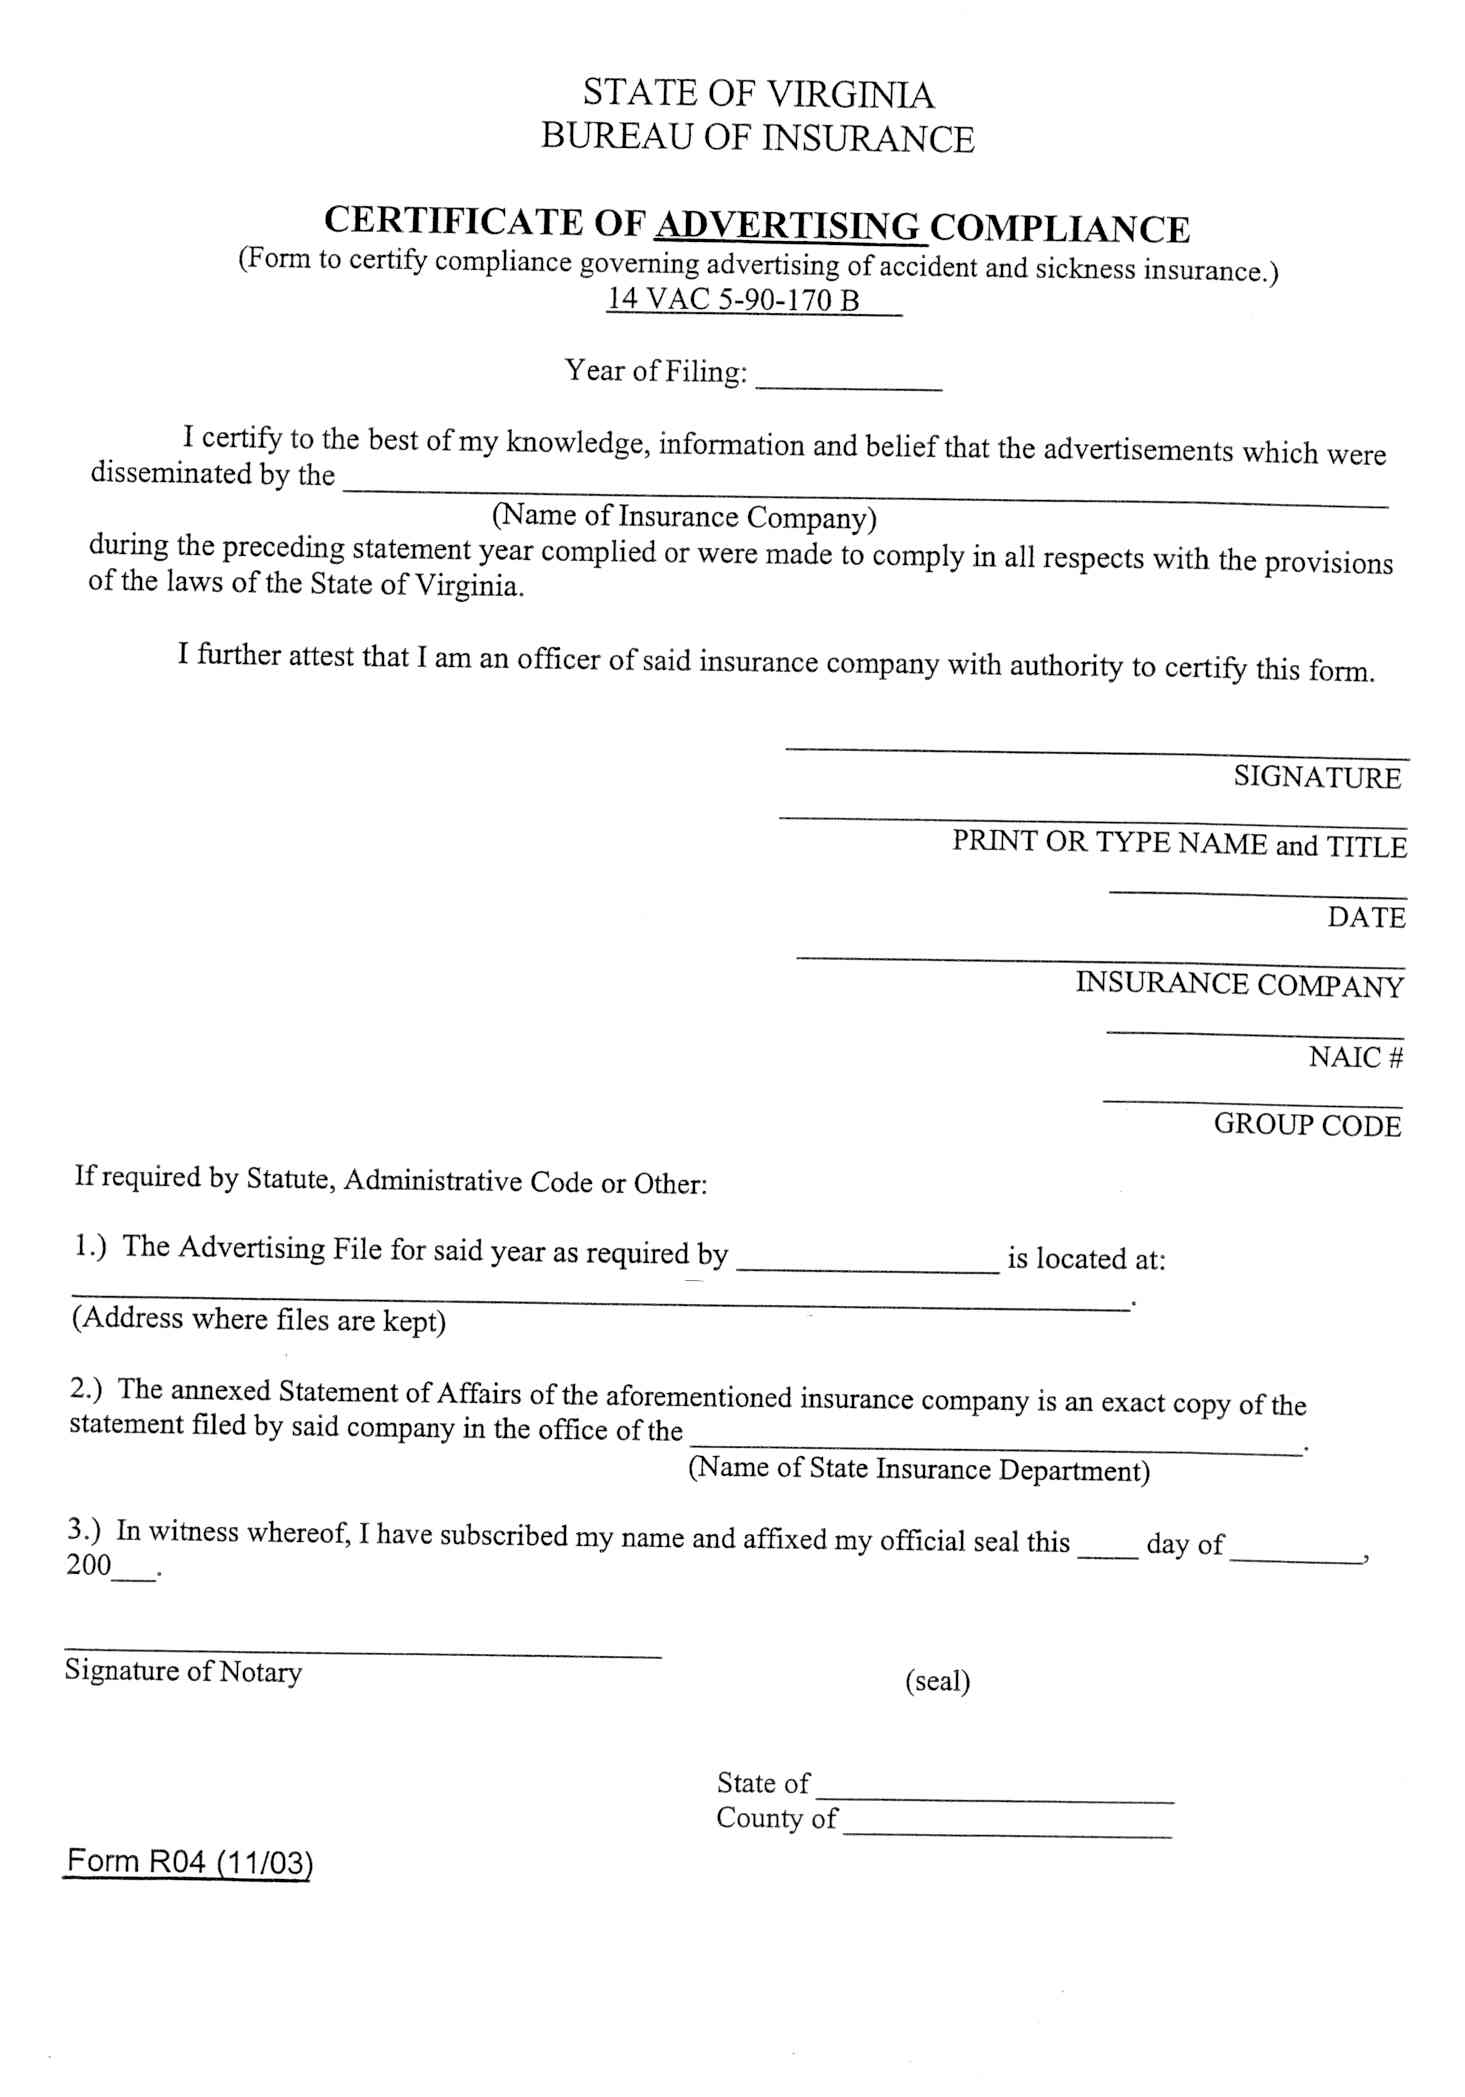 STATE OF VIRGINIA
BUREAU OF INSURANCE
CERTIFICATE OF ADVERTISING COMPLIANCE
(Form to certify compliance governing advertising of accident and sickness insurance.)
14 VAC 5-90-170 B
Year of Filing: ____________
I certify to the best of my knowledge, information and belief that the advertisements which were
disseminated by the ____________
(Name of Insurance Company)
during the preceding statement year complied or were made to comply in all respects with the provisions
of the laws of the State of Virginia.
I further attest that I am an officer of said insurance company with authority to certify this form.
SIGNATURE
PRINT OR TYPE NAME and TITLE
DATE
INSURANCE COMPANY
NAIC #
GROUP CODE
If required by Statute, Administrative Code or Other:
1.) The Advertising File for said year as required by ____________ is located at:
____________.
(Address where files are kept)
2.) The annexed Statement of Affairs of the aforementioned insurance company is an exact copy of the
statement filed by said company in the office of the ____________.
(Name of State Insurance Department)
3.) In witness whereof, I have subscribed my name and affixed my official seal this ____ day of _________,
200___.
Signature of Notary
(seal)
State of ____________
County of ____________
Form R04 (11/03)